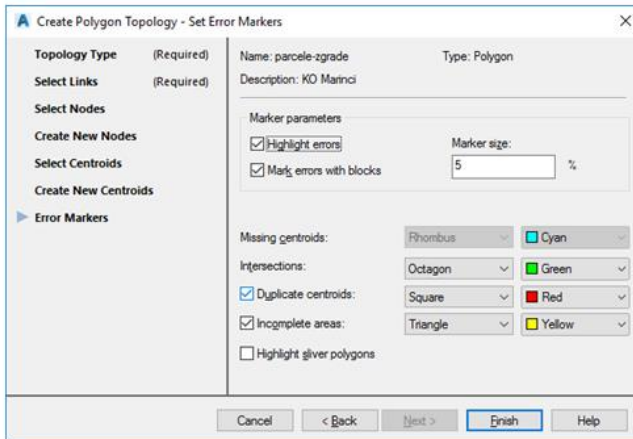 A Create Polygon Topology - Set Error Markers
Topology Type (Required)
Select Links (Required)
Select Nodes
Create New Nodes
Select Centroids
Create New Centroids
Error Markers
Name: parcele-zgrade Type: Polygon
Description: KO Marinci
Marker parameters
Highlight errors
Mark errors with blocks
Marker size:
5 %
Missing centroids: Rhombus Cyan
Intersections: Octagon Green
Duplicate centroids: Square Red
Incomplete areas: Triangle Yellow
Highlight sliver polygons
Cancel < Back Next > Finish Help